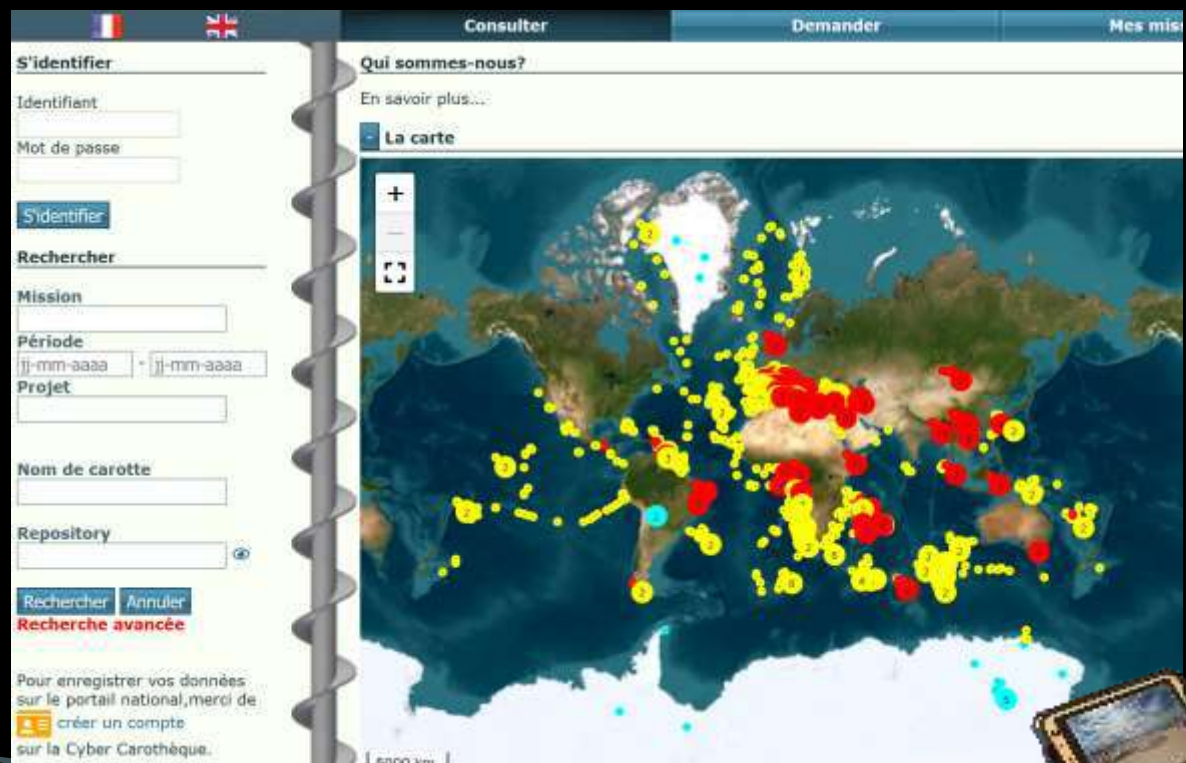 Consulter
Demander
Mes mis
S'identifier
Identifiant
Mot de passe
S'identifier
Rechercher
Mission
Période
jj-mm-aaaa - jj-mm-aaaa
Projet
Nom de carotte
Repository
Rechercher Annuler
Recherche avancée
Pour enregistrer vos données
sur le portail national,merci de
créer un compte
sur la Cyber Carothèque.
Qui sommes-nous?
En savoir plus...
- La carte
+